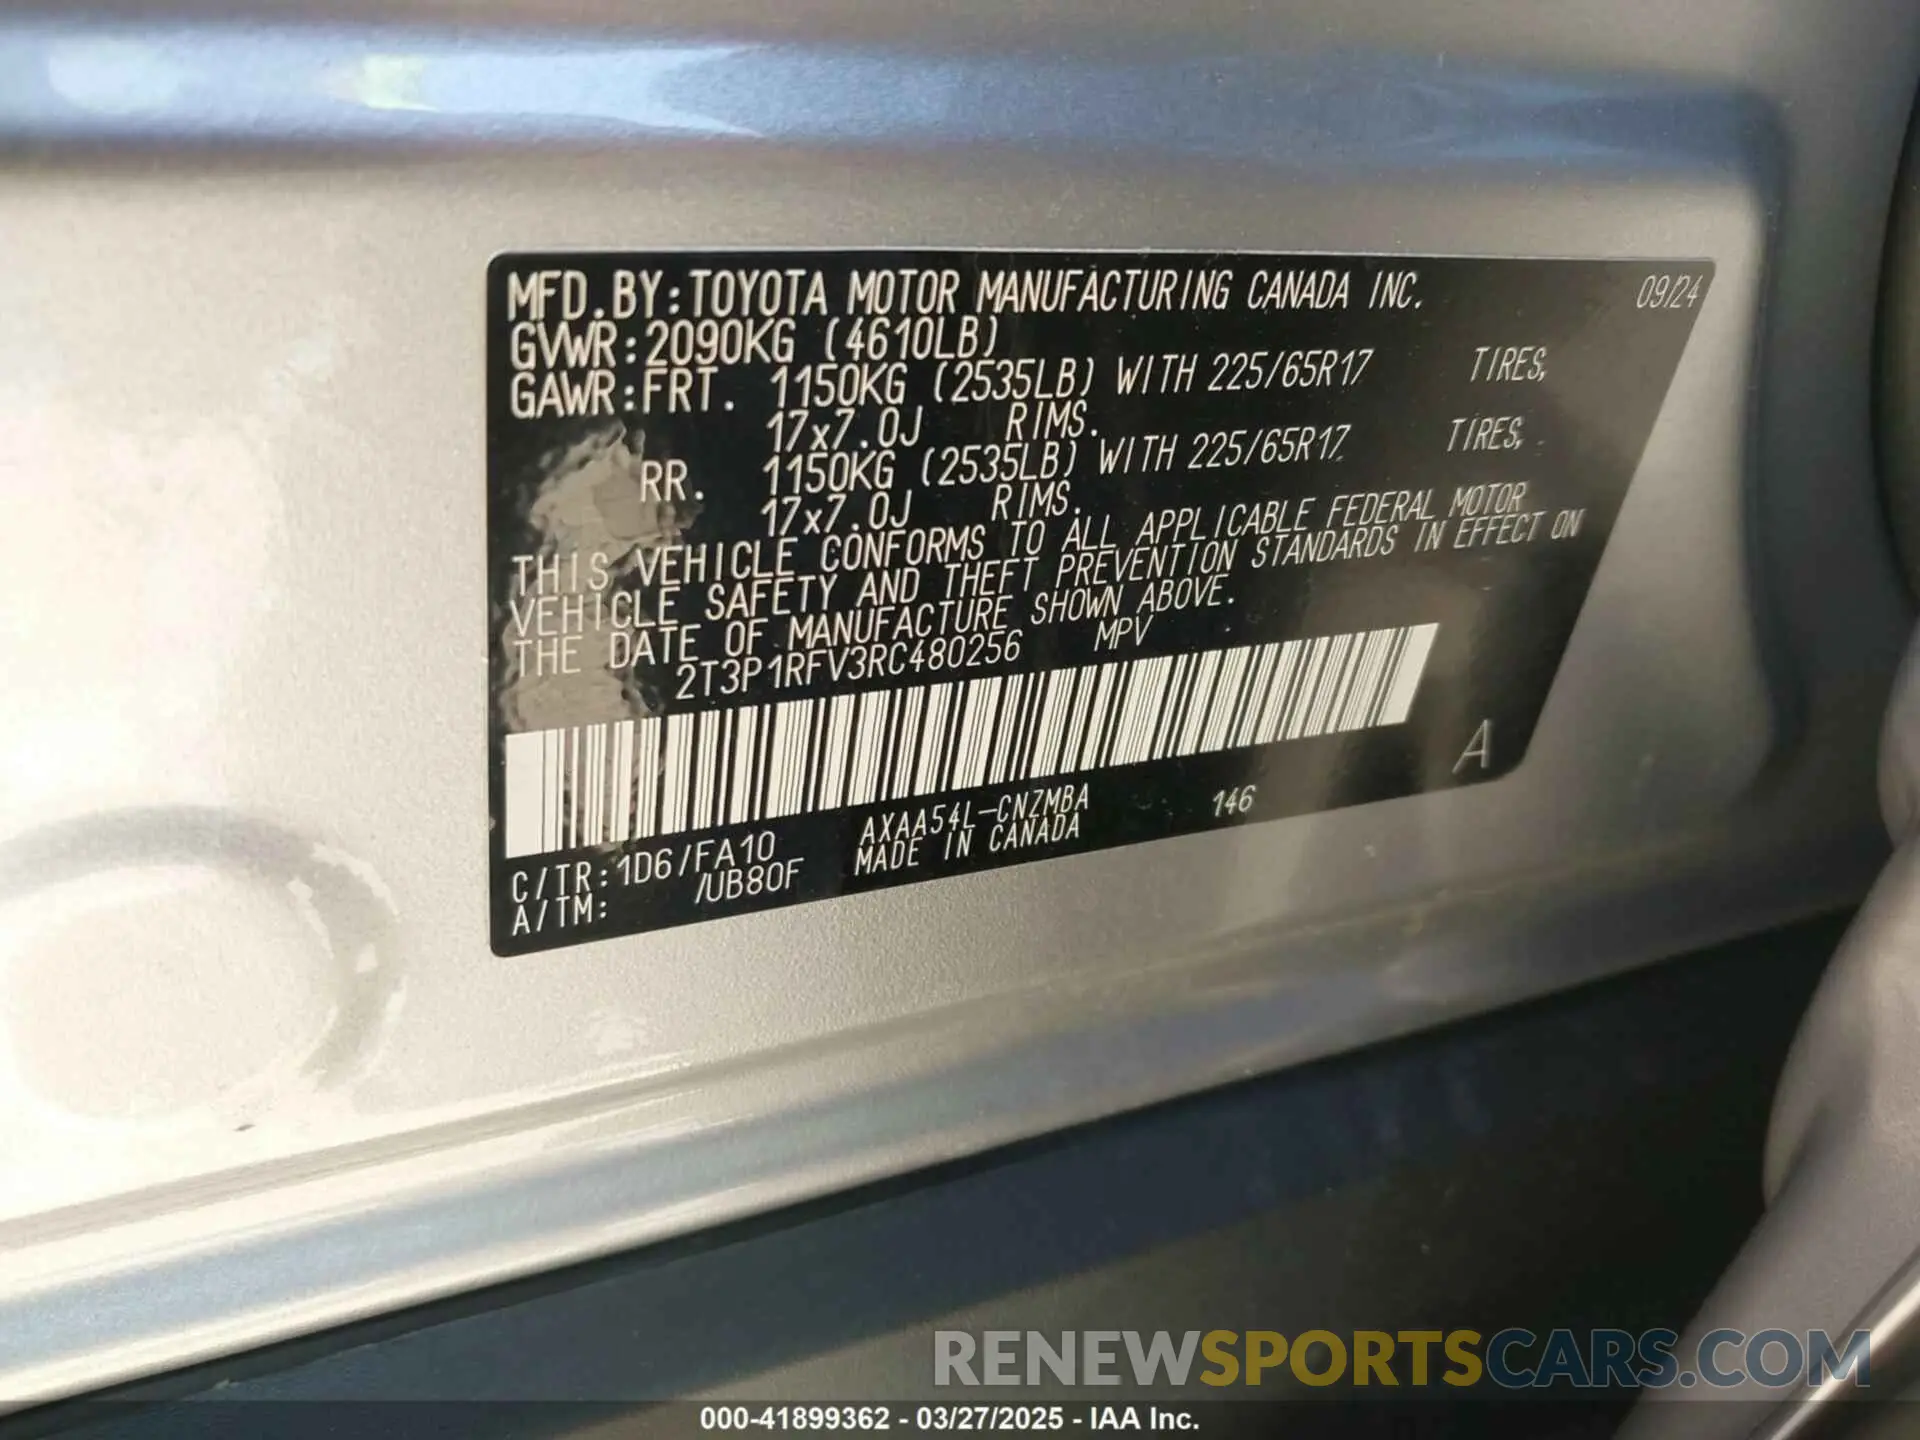 MFD.BY:TOYOTA MOTOR MANUFACTURING CANADA INC. 09/24
GVWR:2090KG (4610LB)
GAWR:FRT. 1150KG (2535LB) WITH 225/65R17 TIRES,
17x7.0J RIMS.
RR. 1150KG (2535LB) WITH 225/65R17 TIRES,
17x7.0J RIMS.
THIS VEHICLE CONFORMS TO ALL APPLICABLE FEDERAL MOTOR
VEHICLE SAFETY AND THEFT PREVENTION STANDARDS IN EFFECT ON
THE DATE OF MANUFACTURE SHOWN ABOVE.
2T3P1RFV3RC480256 MPV
A
C/TR:1D6/FA10 AXAA54L-CNZMBA 146
A/TM: /UB80F MADE IN CANADA
RENEWSPORTSCARS.COM
000-41899362 - 03/27/2025 - IAA Inc.